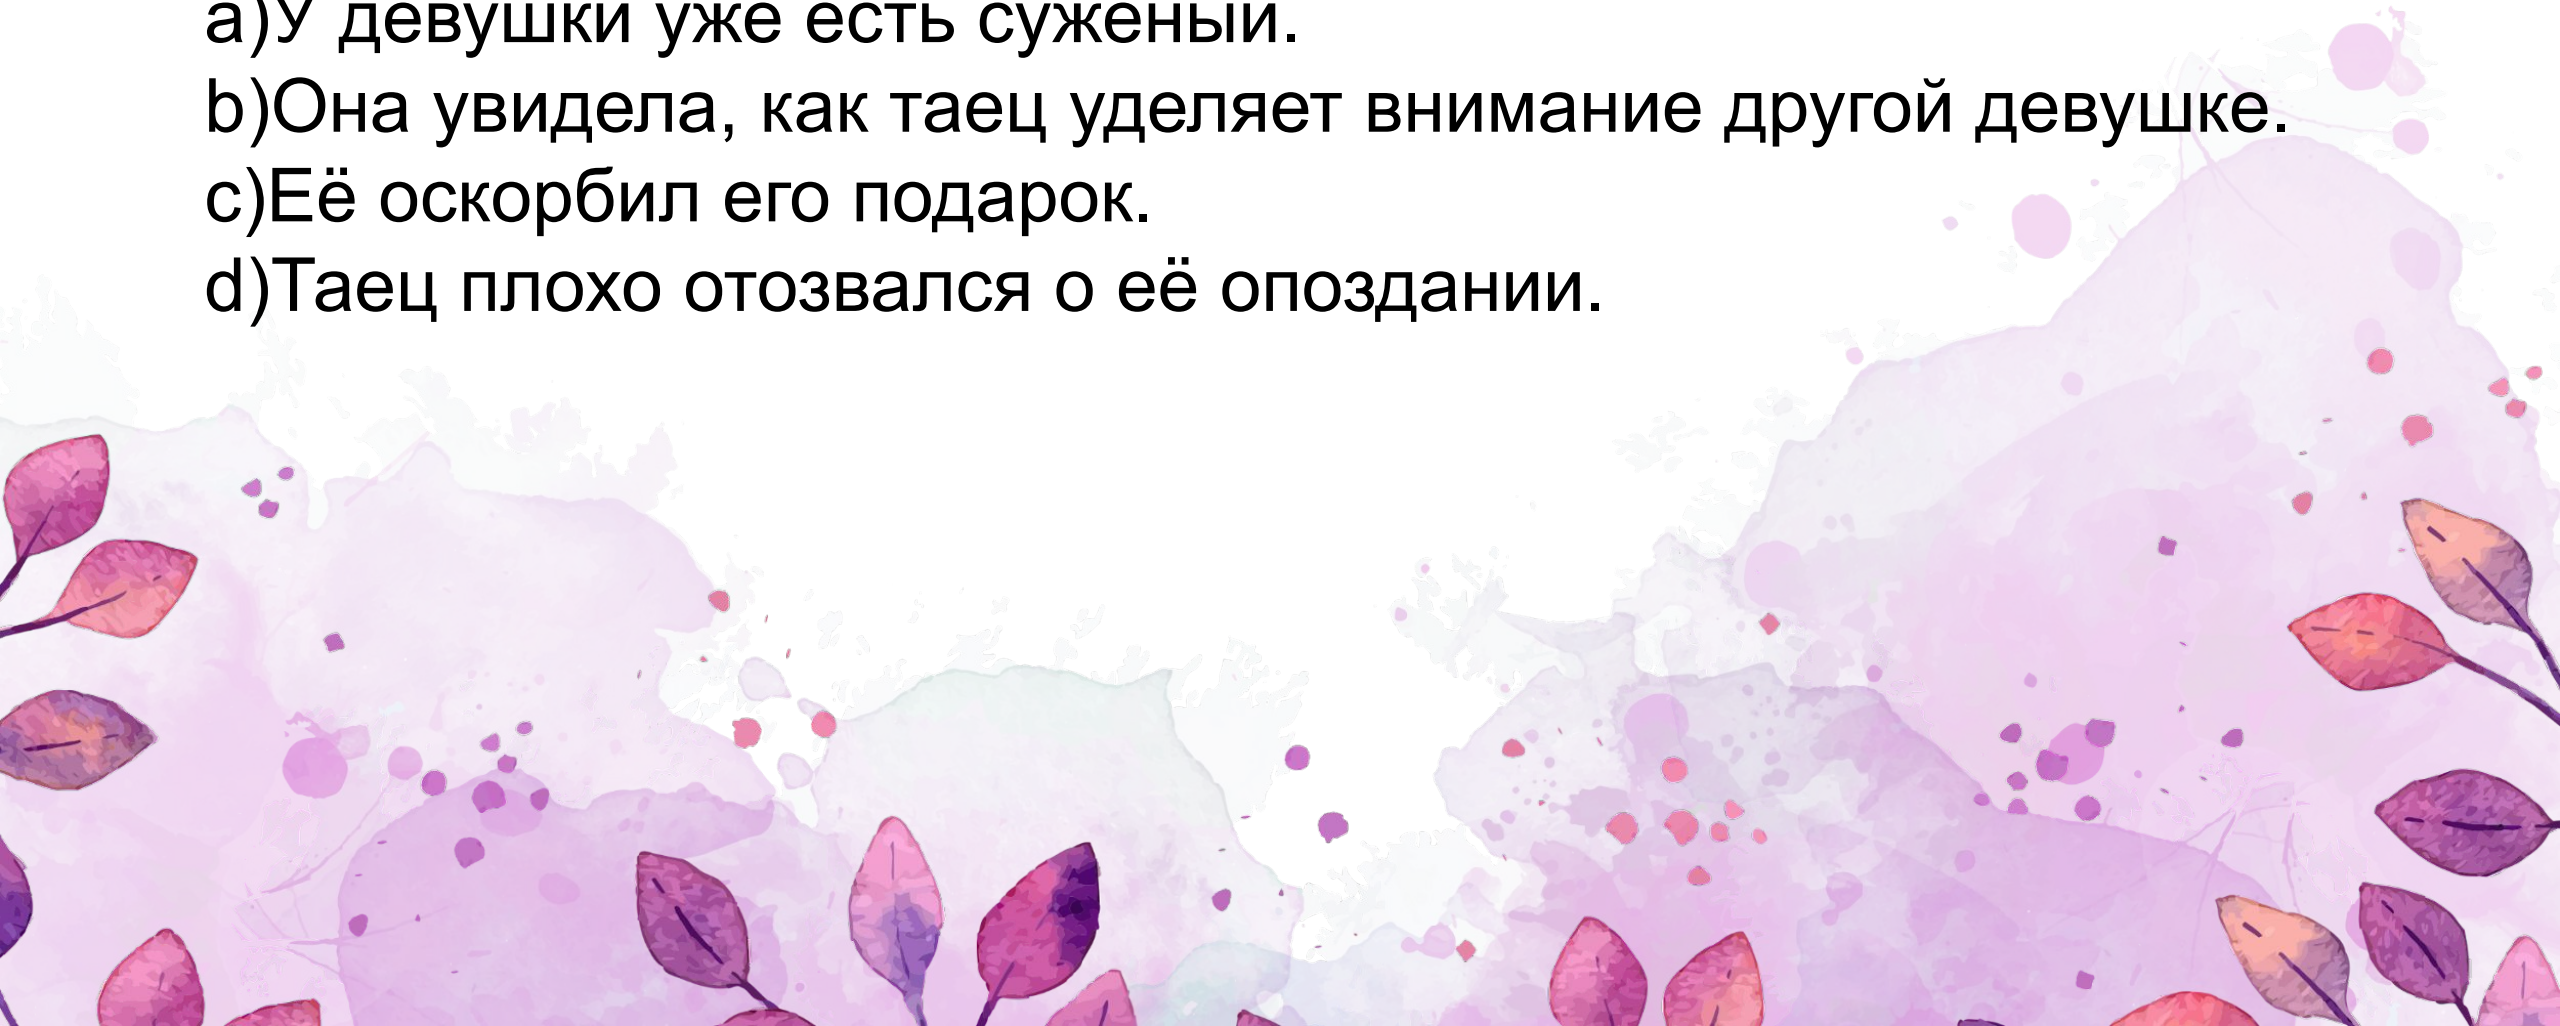 a)У девушки уже есть суженый.
b)Она увидела, как таец уделяет внимание другой девушке.
c)Её оскорбил его подарок.
d)Таец плохо отозвался о её опоздании.